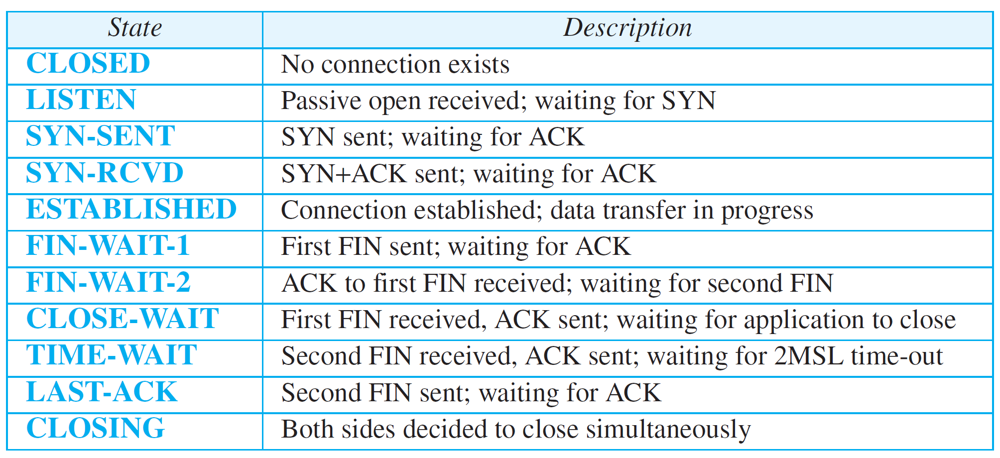 State Description
CLOSED No connection exists
LISTEN Passive open received; waiting for SYN
SYN-SENT SYN sent; waiting for ACK
SYN-RCVD SYN+ACK sent; waiting for ACK
ESTABLISHED Connection established; data transfer in progress
FIN-WAIT-1 First FIN sent; waiting for ACK
FIN-WAIT-2 ACK to first FIN received; waiting for second FIN
CLOSE-WAIT First FIN received, ACK sent; waiting for application to close
TIME-WAIT Second FIN received, ACK sent; waiting for 2MSL time-out
LAST-ACK Second FIN sent; waiting for ACK
CLOSING Both sides decided to close simultaneously